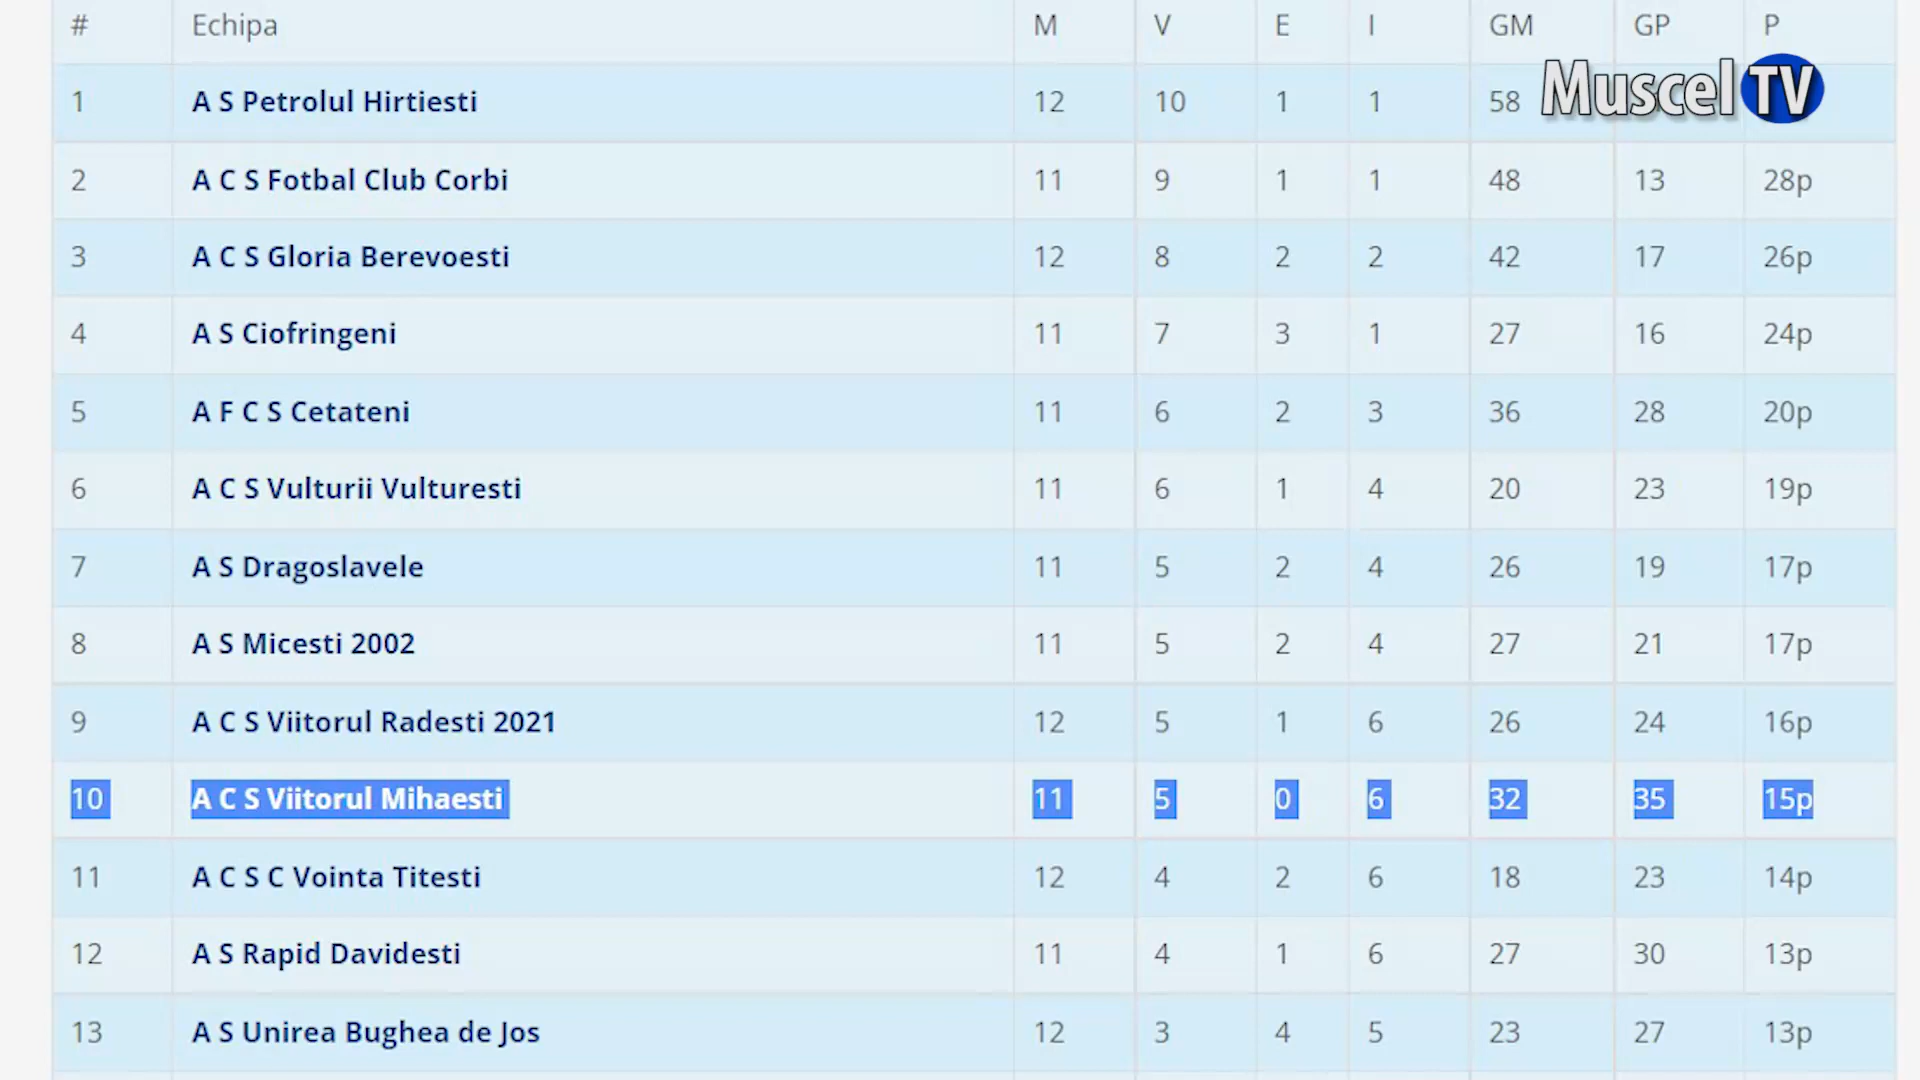 # Echipa M V E I GM GP P
1 A S Petrolul Hirtiesti 12 10 1 1 58
Muscel TV
2 A C S Fotbal Club Corbi 11 9 1 1 48 13 28p
3 A C S Gloria Berevoesti 12 8 2 2 42 17 26p
4 A S Ciofringeni 11 7 3 1 27 16 24p
5 A F C S Cetateni 11 6 2 3 36 28 20p
6 A C S Vulturii Vulturesti 11 6 1 4 20 23 19p
7 A S Dragoslavele 11 5 2 4 26 19 17p
8 A S Micesti 2002 11 5 2 4 27 21 17p
9 A C S Viitorul Radesti 2021 12 5 1 6 26 24 16p
10 A C S Viitorul Mihaesti 11 5 0 6 32 35 15p
11 A C S C Vointa Titesti 12 4 2 6 18 23 14p
12 A S Rapid Davidesti 11 4 1 6 27 30 13p
13 A S Unirea Bughea de Jos 12 3 4 5 23 27 13p